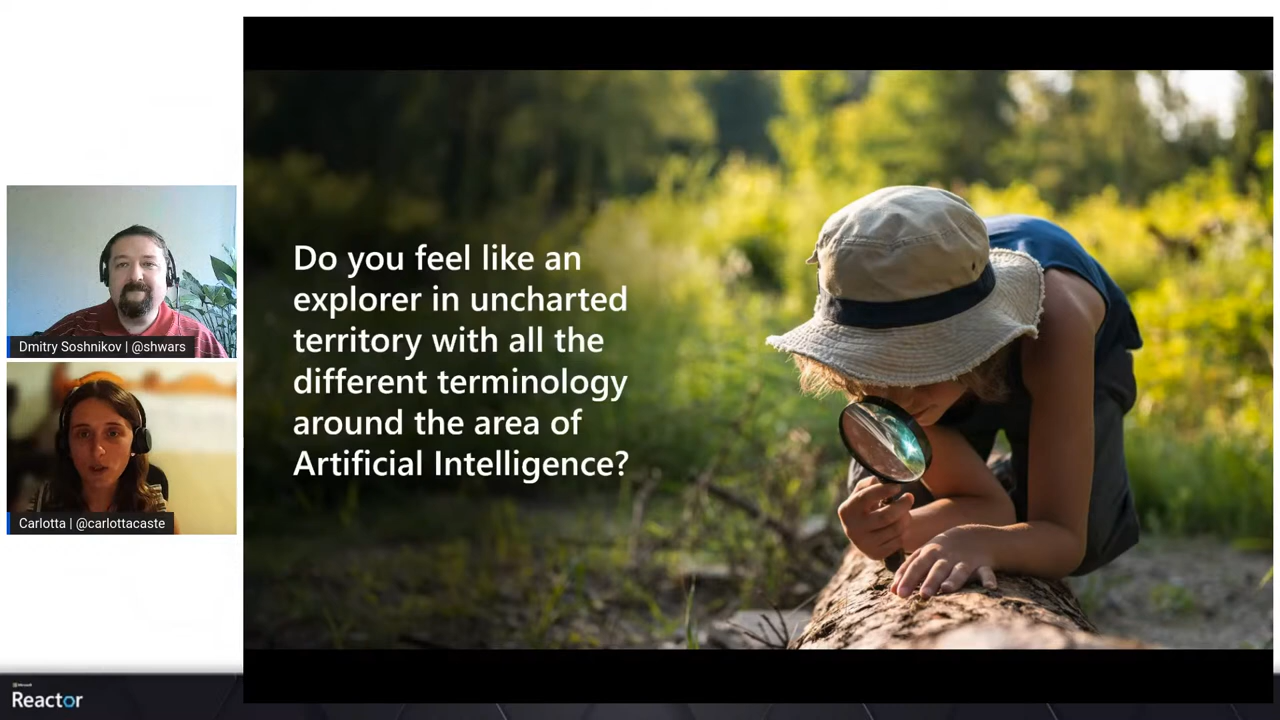 Do you feel like an
explorer in uncharted
territory with all the
different terminology
around the area of
Artificial Intelligence?
Dmitry Soshnikov | @shwars
Carlotta | @carlottacaste
Microsoft
Reactor